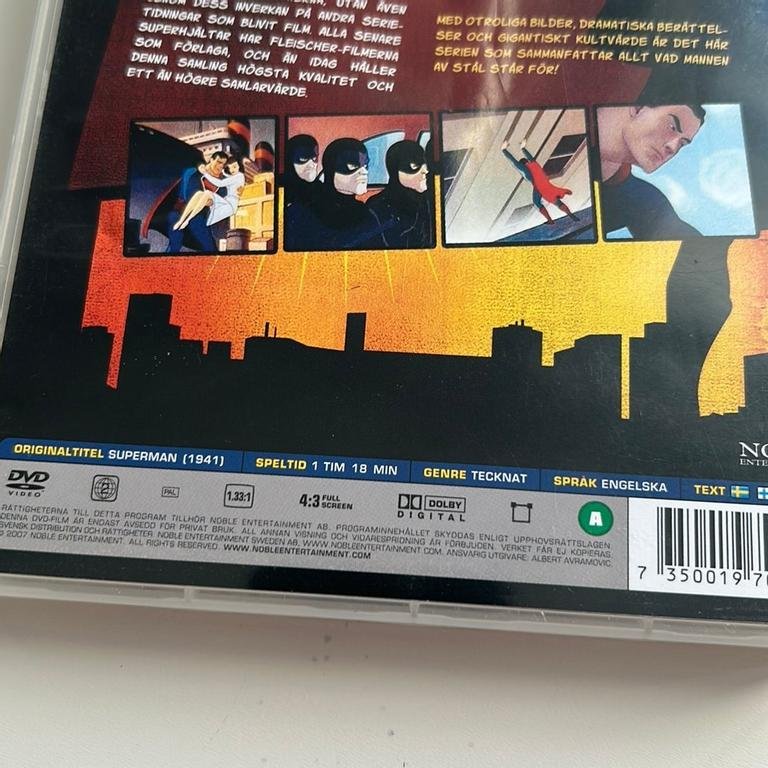 UTAN ÄVEN
GENOM DESS INVERKAN PÅ ANDRA SERIE-
TIDNINGAR SOM BLIVIT FILM. ALLA SENARE
SUPERHJÄLTAR HAR FLEISCHER-FILMERNA
SOM FÖRLAGA, OCH ÄN IDAG HÅLLER
DENNA SAMLING HÖGSTA KVALITET OCH
ETT ÄN HÖGRE SAMLARVÄRDE.
MED OTROLIGA BILDER, DRAMATISKA BERÄTTEL-
SER OCH GIGANTISKT KULTVÄRDE ÄR DET HÄR
SERIEN SOM SAMMANFATTAR ALLT VAD MANNEN
AV STÅL STÅR FÖR!
ORIGINALTITEL SUPERMAN (1941) SPELTID 1 TIM 18 MIN GENRE TECKNAT SPRÅK ENGELSKA TEXT
DVD
VIDEO
2
PAL
1,33:1
4:3 FULL
SCREEN
DOLBY
DIGITAL
A
RÄTTIGHETERNA TILL DETTA PROGRAM TILLHÖR NOBLE ENTERTAINMENT AB. PROGRAMINNEHÅLLET SKYDDAS ENLIGT UPPHOVSRÄTTSLAGEN.
DENNA DVD-FILM ÄR ENDAST AVSEDD FÖR PRIVAT BRUK. ALL ANNAN VISNING OCH VIDARESPRIDNING ÄR FÖRBJUDEN. VERKET FÅR EJ KOPIERAS.
SVENSK DISTRIBUTION OCH RÄTTIGHETER: NOBLE ENTERTAINMENT SWEDEN AB, WWW.NOBLEENTERTAINMENT.COM. ANSVARIG UTGIVARE: ALBERT AVRAMOVIC.
© 2007 NOBLE ENTERTAINMENT. ALL RIGHTS RESERVED. WWW.NOBLEENTERTAINMENT.COM
7 350019 70